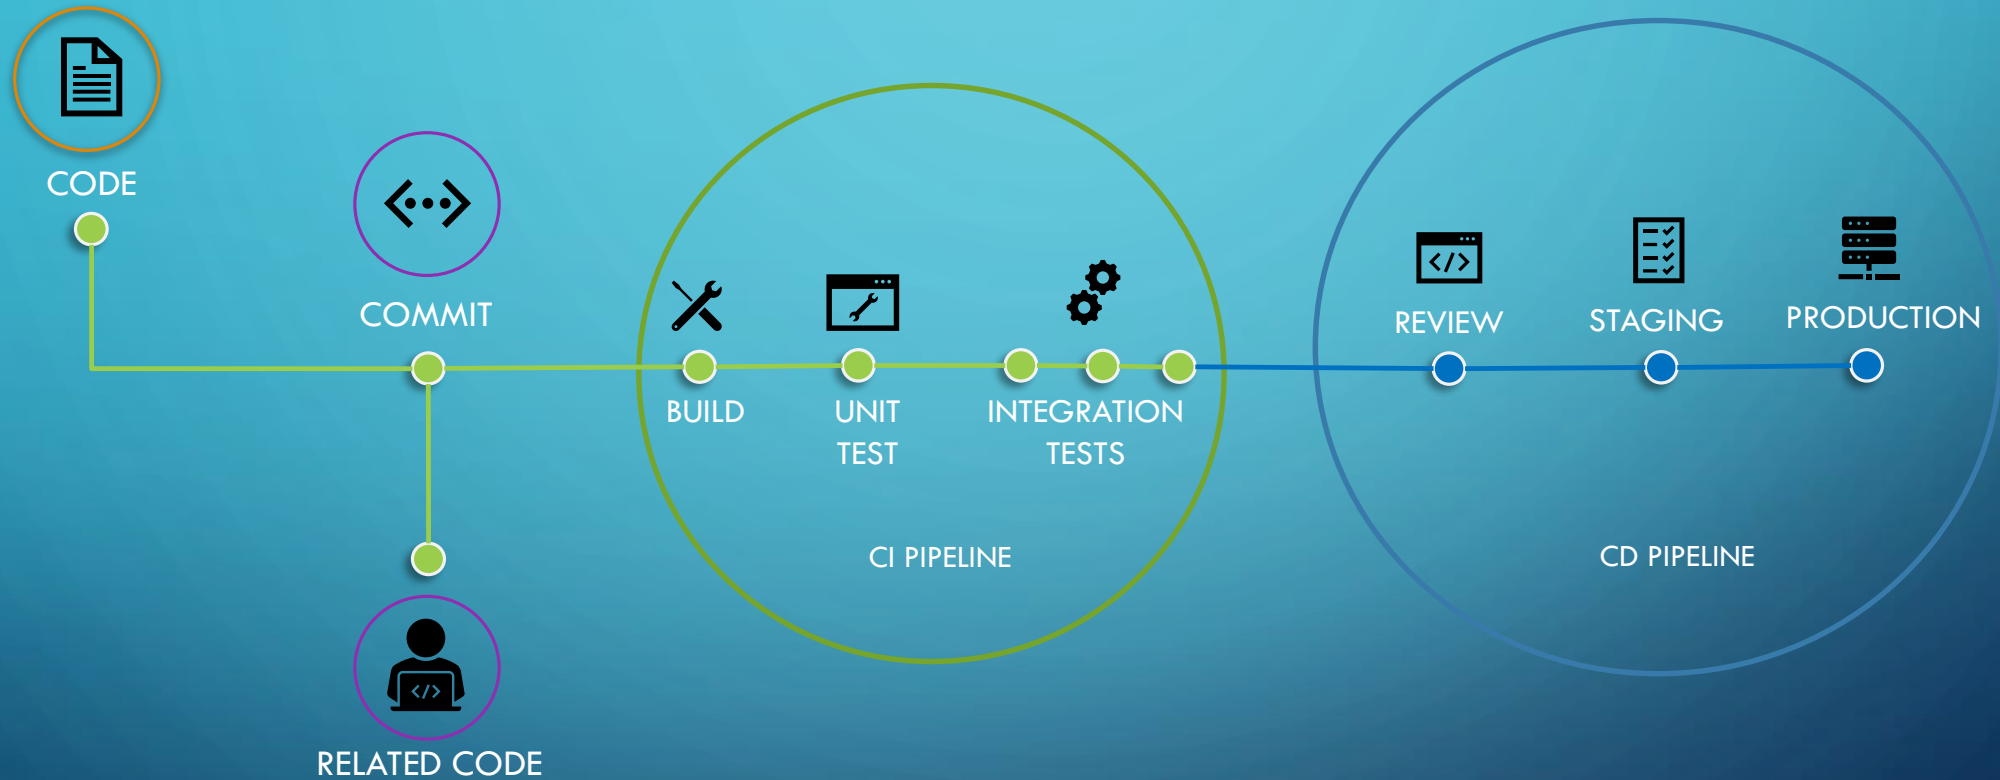 CODE
COMMIT
RELATED CODE
BUILD
UNIT
TEST
INTEGRATION
TESTS
CI PIPELINE
REVIEW
STAGING
PRODUCTION
CD PIPELINE